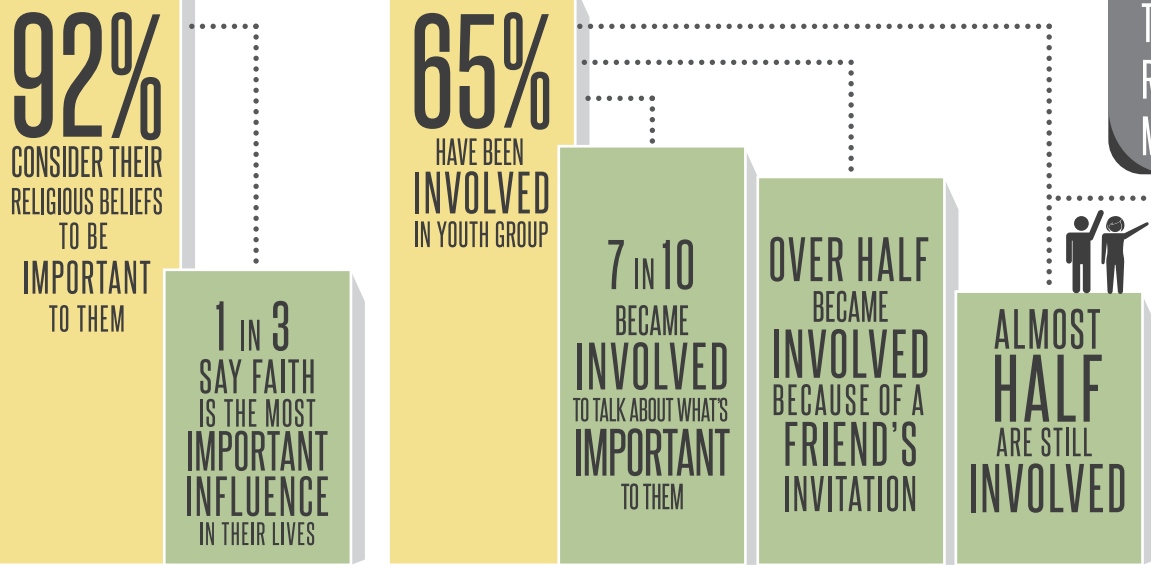 92%
CONSIDER THEIR
RELIGIOUS BELIEFS
TO BE
IMPORTANT
TO THEM
1 IN 3
SAY FAITH
IS THE MOST
IMPORTANT
INFLUENCE
IN THEIR LIVES
65%
HAVE BEEN
INVOLVED
IN YOUTH GROUP
7 IN 10
BECAME
INVOLVED
TO TALK ABOUT WHAT'S
IMPORTANT
TO THEM
OVER HALF
BECAME
INVOLVED
BECAUSE OF A
FRIEND'S
INVITATION
ALMOST
HALF
ARE STILL
INVOLVED